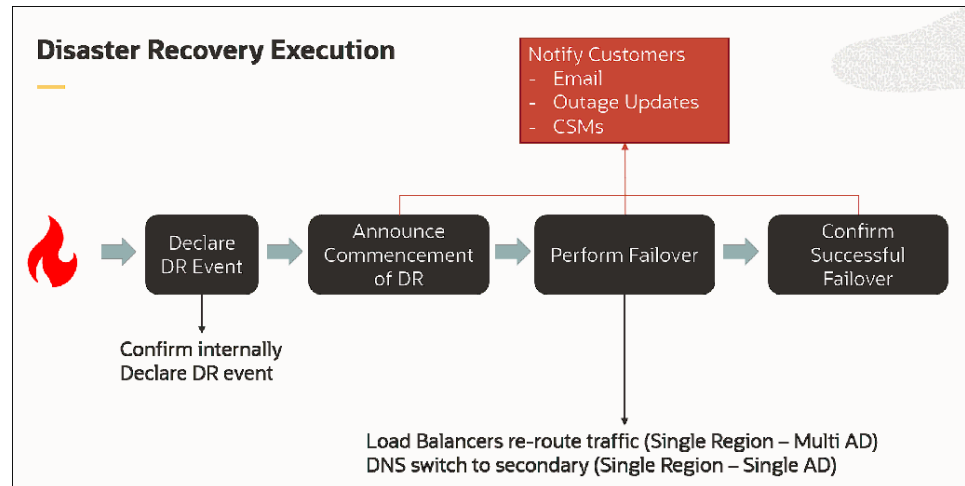 Disaster Recovery Execution
Notify Customers
- Email
- Outage Updates
- CSMs
Declare
DR Event
Announce
Commencement
of DR
Perform Failover
Confirm
Successful
Failover
Confirm internally
Declare DR event
Load Balancers re-route traffic (Single Region – Multi AD)
DNS switch to secondary (Single Region – Single AD)